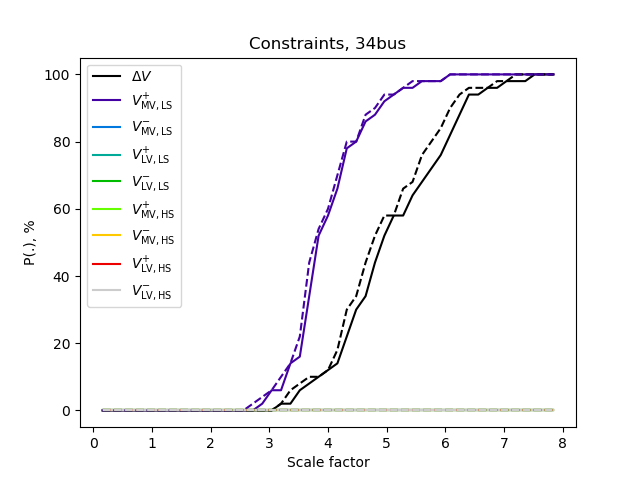 Constraints, 34bus
P(.), %
100
80
60
40
20
0
ΔV
V⁺MV, LS
V⁻MV, LS
V⁺LV, LS
V⁻LV, LS
V⁺MV, HS
V⁻MV, HS
V⁺LV, HS
V⁻LV, HS
0 1 2 3 4 5 6 7 8
Scale factor